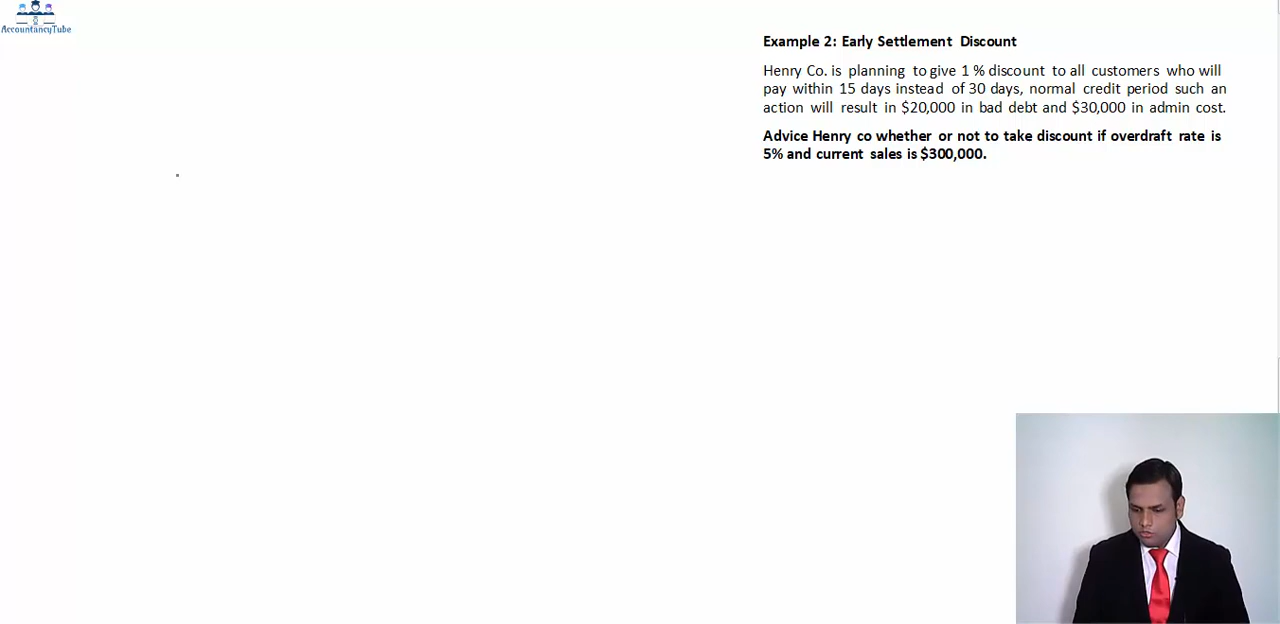 AccountancyTube
Example 2: Early Settlement Discount
Henry Co. is planning to give 1 % discount to all customers who will
pay within 15 days instead of 30 days, normal credit period such an
action will result in $20,000 in bad debt and $30,000 in admin cost.
Advice Henry co whether or not to take discount if overdraft rate is
5% and current sales is $300,000.